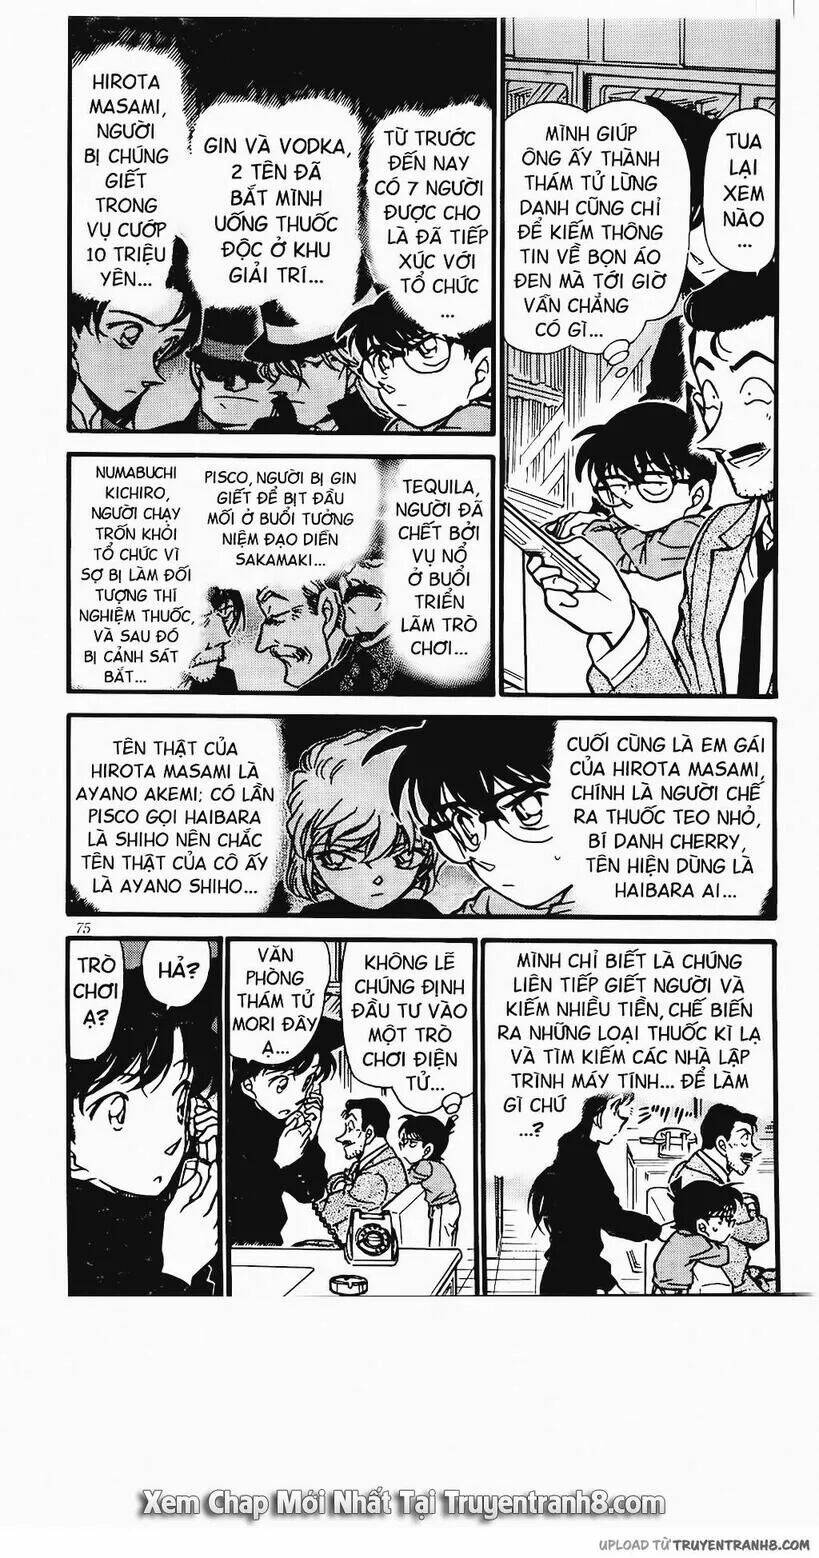 TUA
LẠI
XEM
NÀO
...
MÌNH GIÚP
ÔNG ẤY THÀNH
THÁM TỬ LỪNG
DANH CŨNG CHỈ
ĐỂ KIẾM THÔNG
TIN VỀ BỌN ÁO
ĐEN MÀ TỚI GIỜ
VẪN CHẲNG
CÓ GÌ...
TỪ TRƯỚC
ĐẾN NAY
CÓ 7 NGƯỜI
ĐƯỢC CHO
LÀ ĐÃ TIẾP
XÚC VỚI
TỔ CHỨC
...
GIN VÀ VODKA,
2 TÊN ĐÃ
BẮT MÌNH
UỐNG THUỐC
ĐỘC Ở KHU
GIẢI TRÍ...
HIROTA
MASAMI,
NGƯỜI
BỊ CHÚNG
GIẾT
TRONG
VỤ CƯỚP
10 TRIỆU
YÊN...
TEQUILA,
NGƯỜI ĐÃ
CHẾT BỞI
VỤ NỔ
Ở BUỔI
TRIỂN
LÃM TRÒ
CHƠI...
PISCO, NGƯỜI BỊ GIN
GIẾT ĐỂ BỊT ĐẦU
MỐI Ở BUỔI TƯỞNG
NIỆM ĐẠO DIỄN
SAKAMAKI...
NUMABUCHI
KICHIRO,
NGƯỜI CHẠY
TRỐN KHỎI
TỔ CHỨC VÌ
SỢ BỊ LÀM ĐỐI
TƯỢNG THÍ
NGHIỆM THUỐC,
VÀ SAU ĐÓ
BỊ CẢNH SÁT
BẮT...
CUỐI CÙNG LÀ EM GÁI
CỦA HIROTA MASAMI,
CHÍNH LÀ NGƯỜI CHẾ
RA THUỐC TEO NHỎ,
BÍ DANH CHERRY,
TÊN HIỆN DÙNG LÀ
HAIBARA AI...
TÊN THẬT CỦA
HIROTA MASAMI LÀ
AYANO AKEMI; CÓ LẦN
PISCO GỌI HAIBARA
LÀ SHIHO NÊN CHẮC
TÊN THẬT CỦA CÔ ẤY
LÀ AYANO SHIHO...
75
MÌNH CHỈ BIẾT LÀ CHÚNG
LIÊN TIẾP GIẾT NGƯỜI VÀ
KIẾM NHIỀU TIỀN, CHẾ BIẾN
RA NHỮNG LOẠI THUỐC KÌ LẠ
VÀ TÌM KIẾM CÁC NHÀ LẬP
TRÌNH MÁY TÍNH... ĐỂ LÀM
GÌ CHỨ
...?
KHÔNG LẼ
CHÚNG ĐỊNH
ĐẦU TƯ VÀO
MỘT TRÒ
CHƠI ĐIỆN
TỬ...
VĂN
PHÒNG
THÁM TỬ
MORI ĐÂY
Ạ...
HẢ?
TRÒ
CHƠI
Ạ?
Xem Chap Mới Nhất Tại Truyentranh8.com
UPLOAD TỪ TRUYENTRANH8.COM